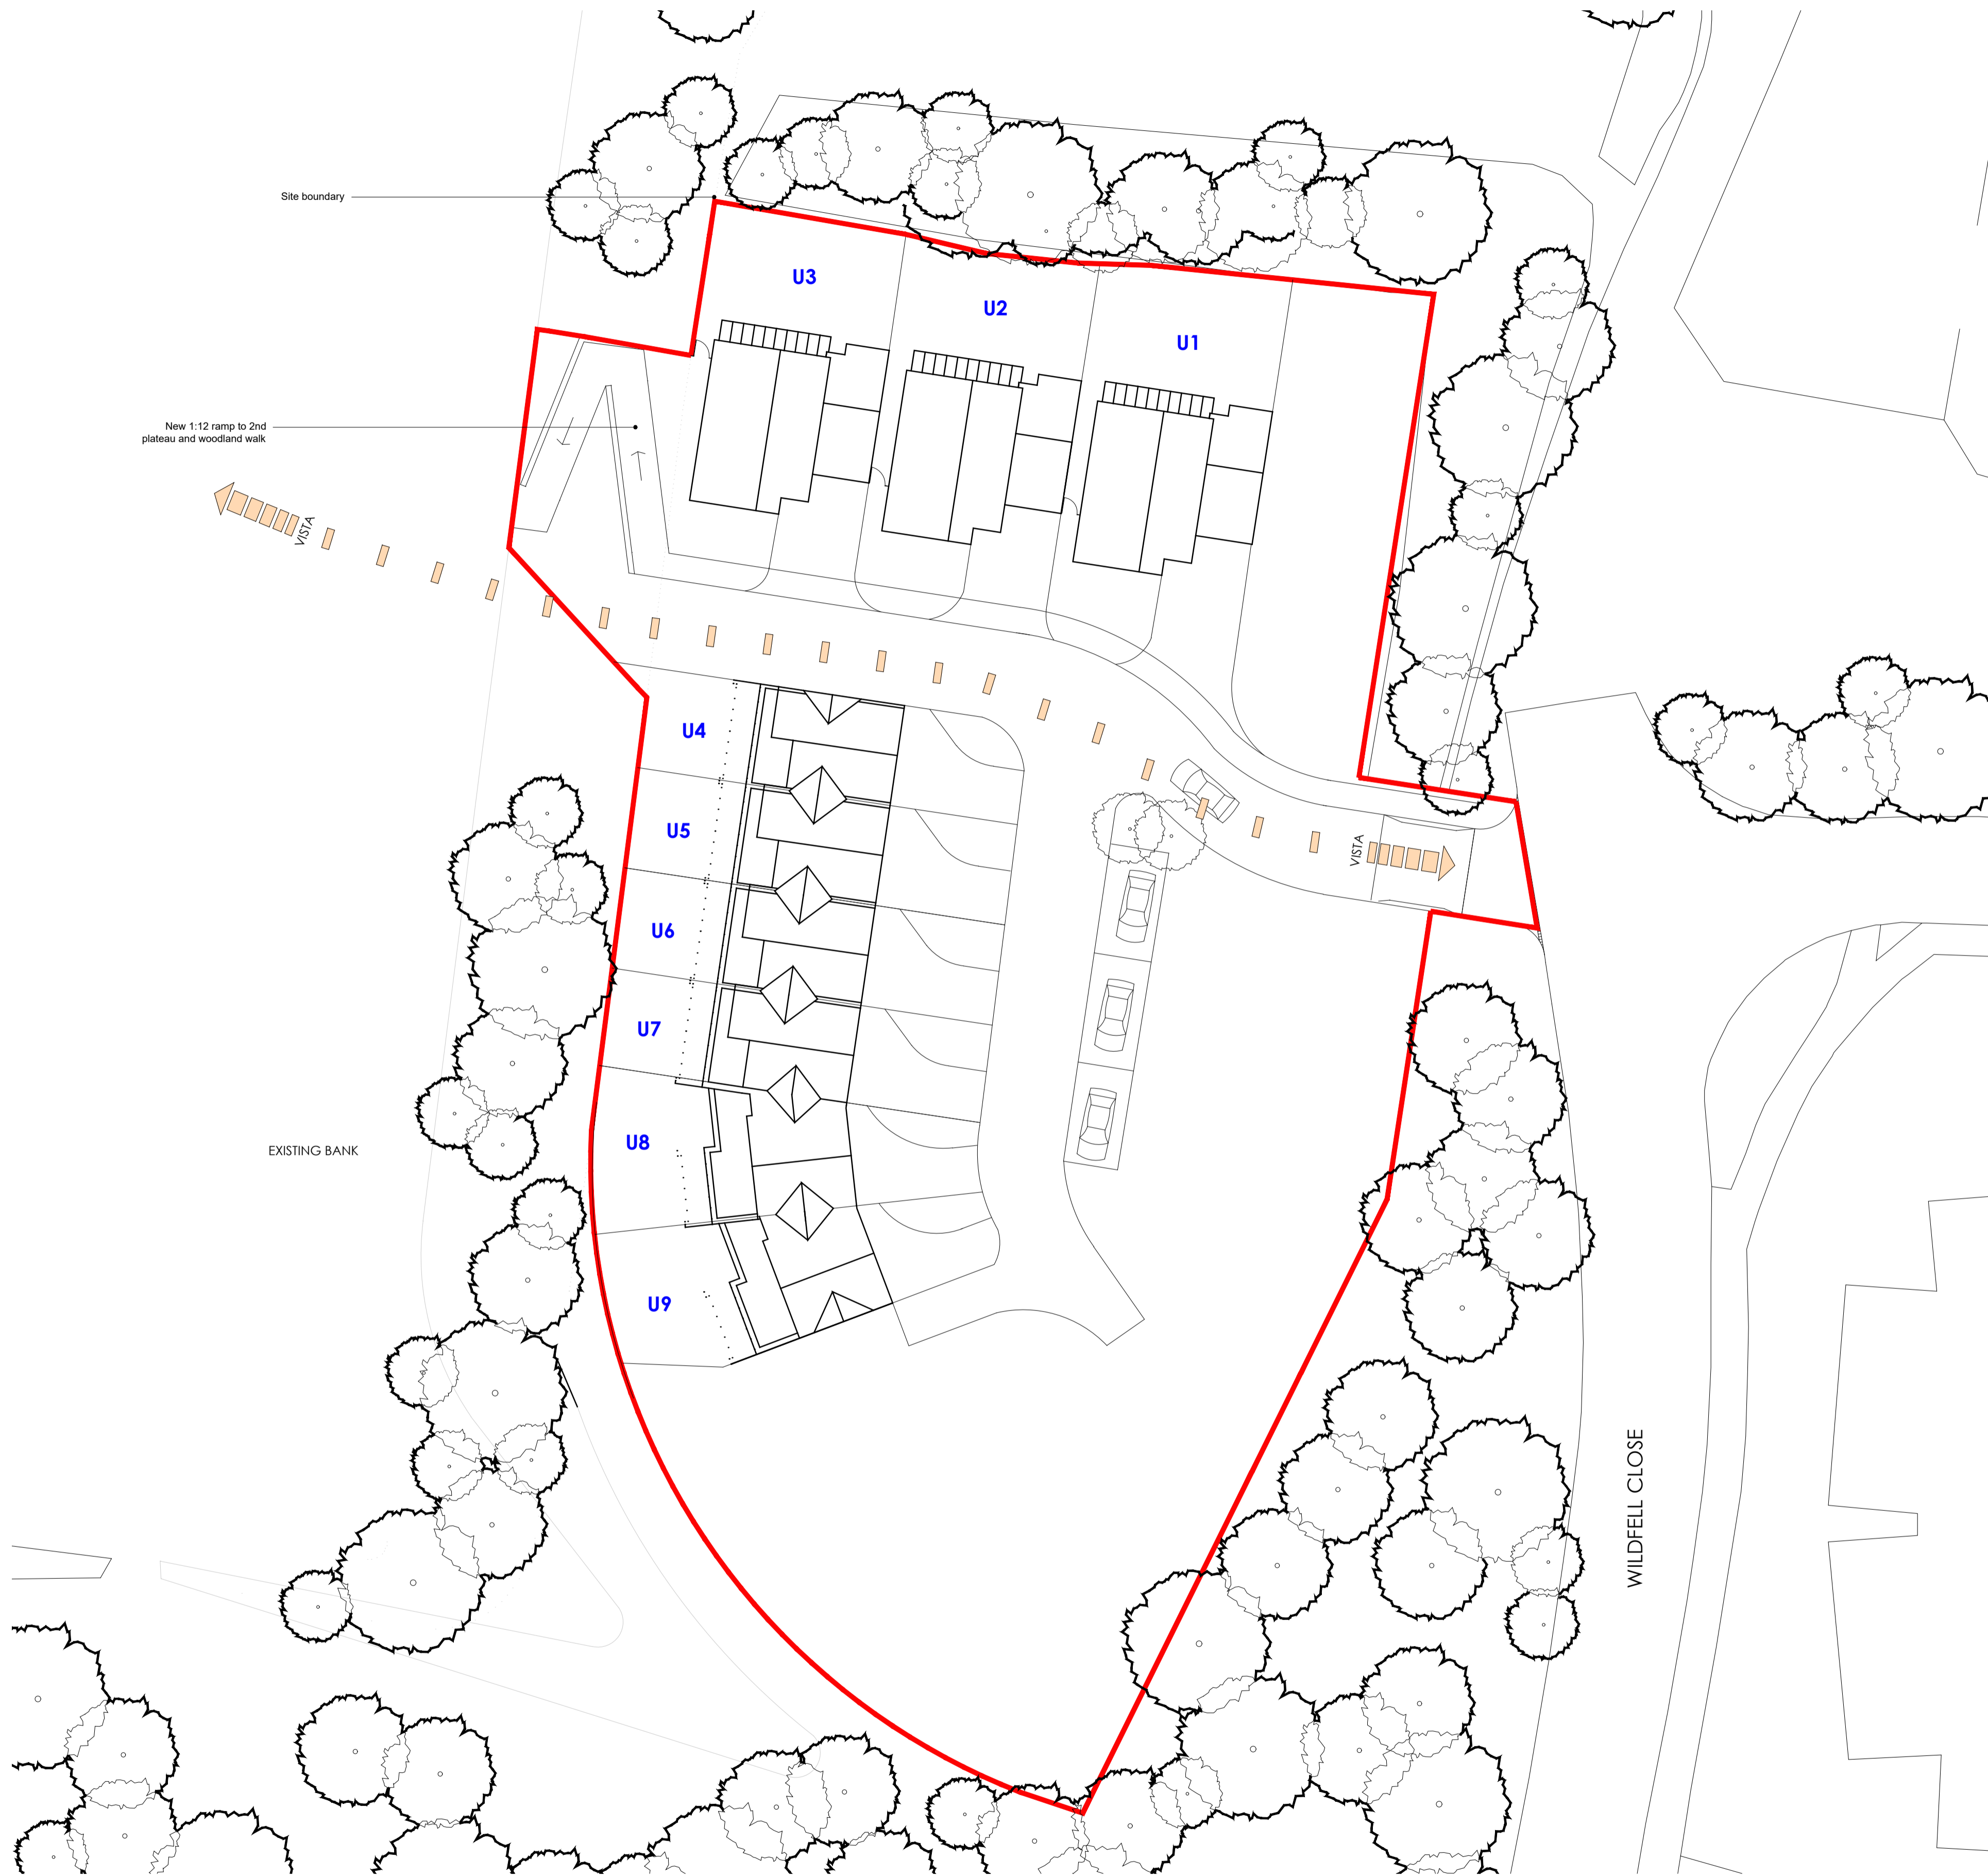 Site boundary
U3
U2
U1
New 1:12 ramp to 2nd
plateau and woodland walk
VISTA
U4
U5
VISTA
U6
U7
U8
EXISTING BANK
U9
WILDFELL CLOSE